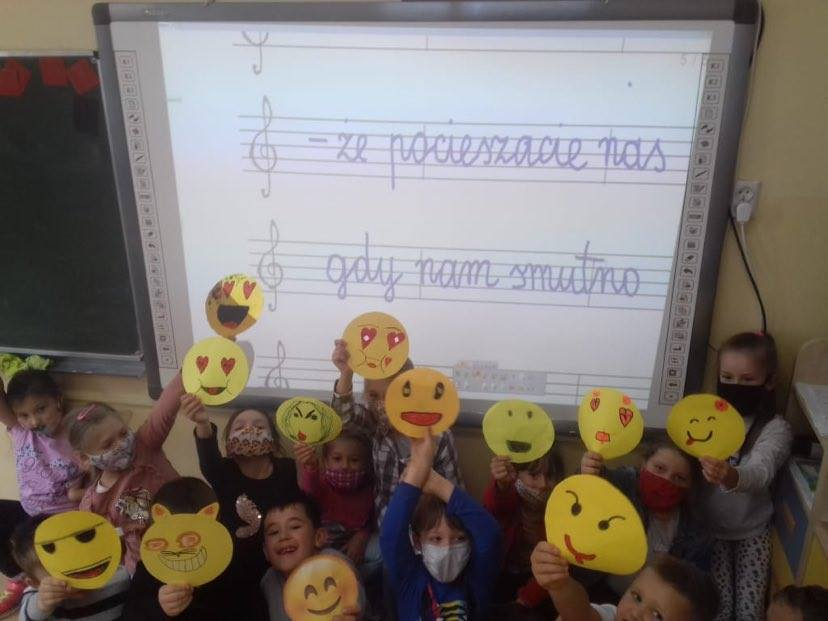 - że pocieszacie nas
gdy nam smutno